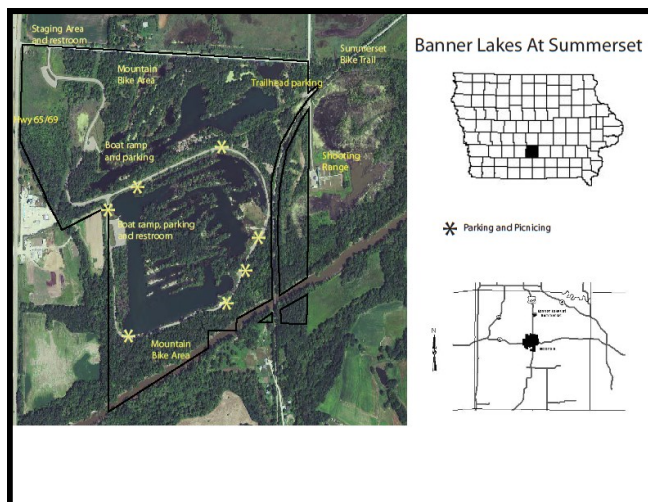 Staging Area
and restroom
Mountain
Bike Area
Summerset
Bike Trail
Trailhead parking
Hwy 65/69
Boat ramp
and parking
Shooting
Range
Boat ramp, parking
and restroom
Mountain
Bike Area
Banner Lakes At Summerset
Parking and Picnicing
N